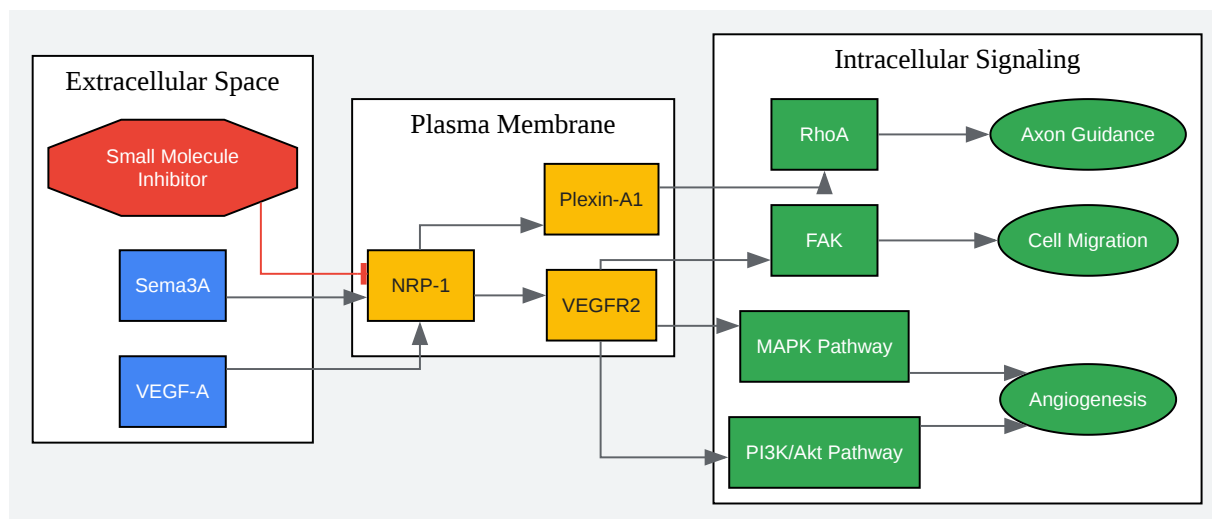 Extracellular Space
Small Molecule
Inhibitor
Sema3A
VEGF-A
Plasma Membrane
Plexin-A1
NRP-1
VEGFR2
Intracellular Signaling
RhoA
Axon Guidance
FAK
Cell Migration
MAPK Pathway
Angiogenesis
PI3K/Akt Pathway